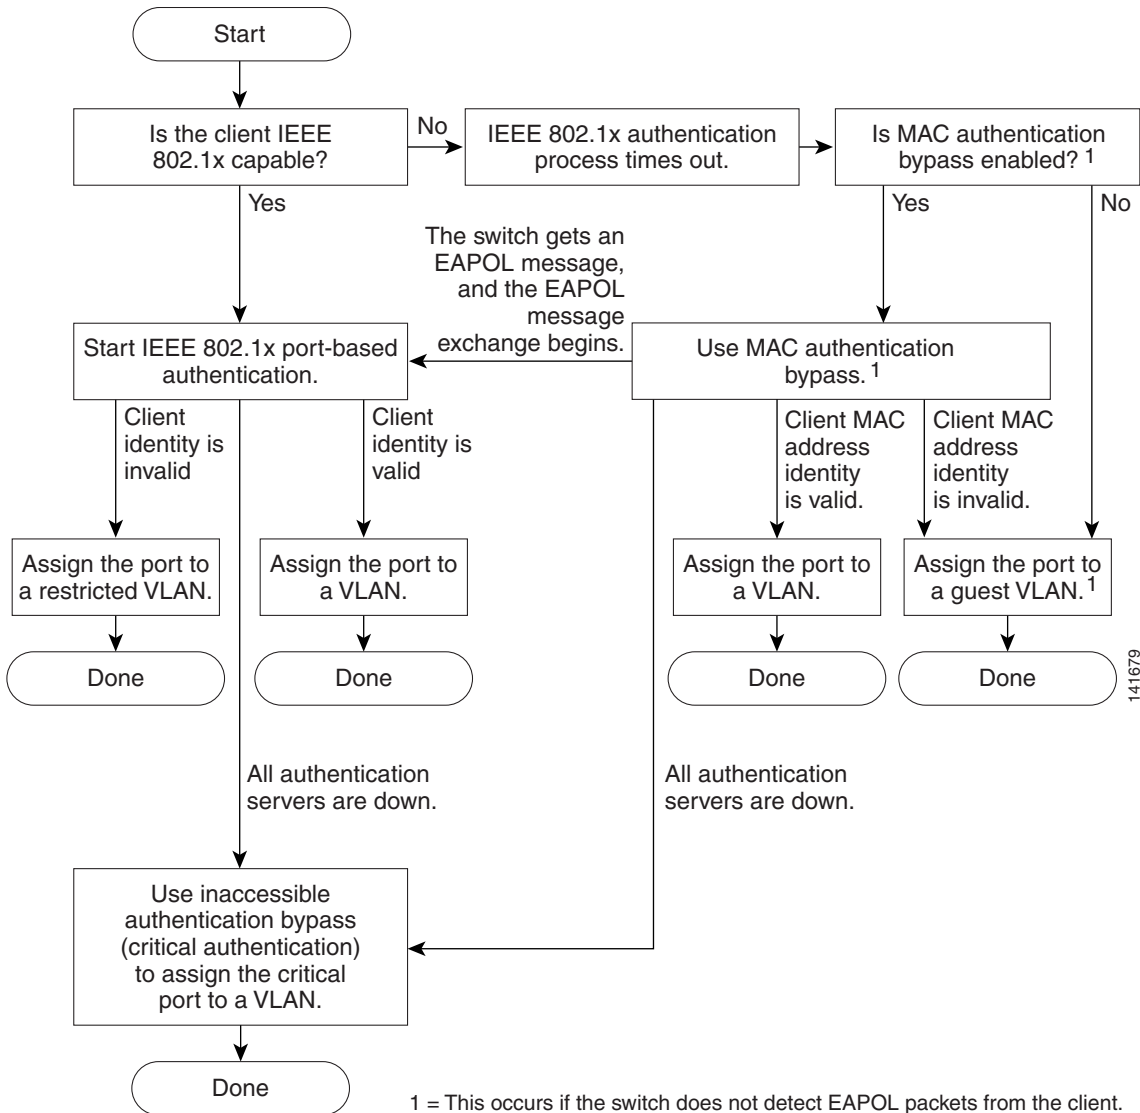 Start
Is the client IEEE
802.1x capable?
No
IEEE 802.1x authentication
process times out.
Is MAC authentication
bypass enabled? 1
Yes
Yes
No
The switch gets an
EAPOL message,
and the EAPOL
message
exchange begins.
Start IEEE 802.1x port-based
authentication.
Use MAC authentication
bypass. 1
Client
identity is
invalid
Client
identity is
valid
Client MAC
address
identity
is valid.
Client MAC
address
identity
is invalid.
Assign the port to
a restricted VLAN.
Assign the port to
a VLAN.
Assign the port to
a VLAN.
Assign the port to
a guest VLAN. 1
Done
Done
Done
Done
141679
All authentication
servers are down.
All authentication
servers are down.
Use inaccessible
authentication bypass
(critical authentication)
to assign the critical
port to a VLAN.
Done
1 = This occurs if the switch does not detect EAPOL packets from the client.